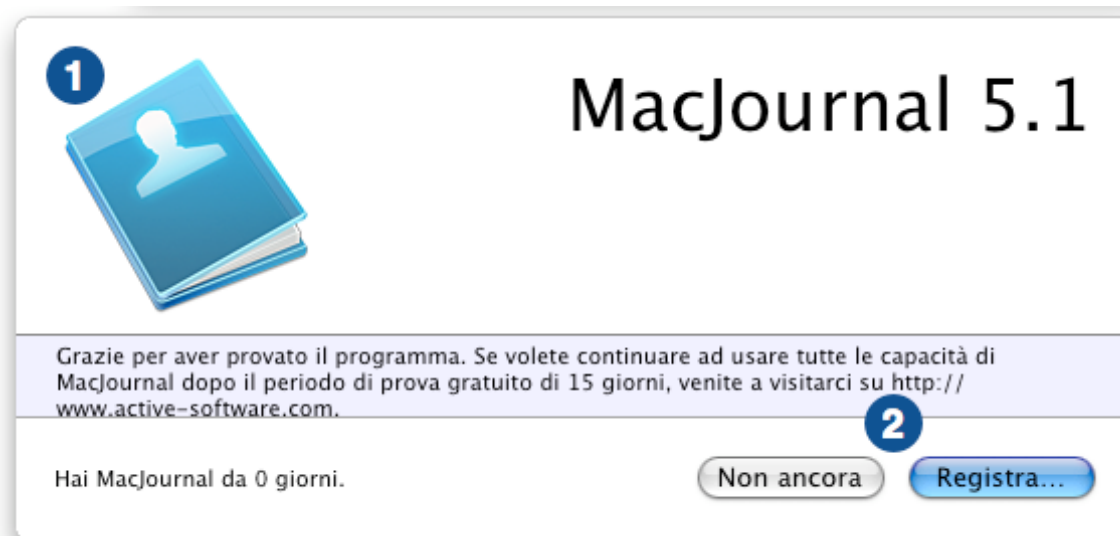 1
MacJournal 5.1
Grazie per aver provato il programma. Se volete continuare ad usare tutte le capacità di
MacJournal dopo il periodo di prova gratuito di 15 giorni, venite a visitarci su http://
www.active-software.com.
2
Hai MacJournal da 0 giorni.
Non ancora
Registra...